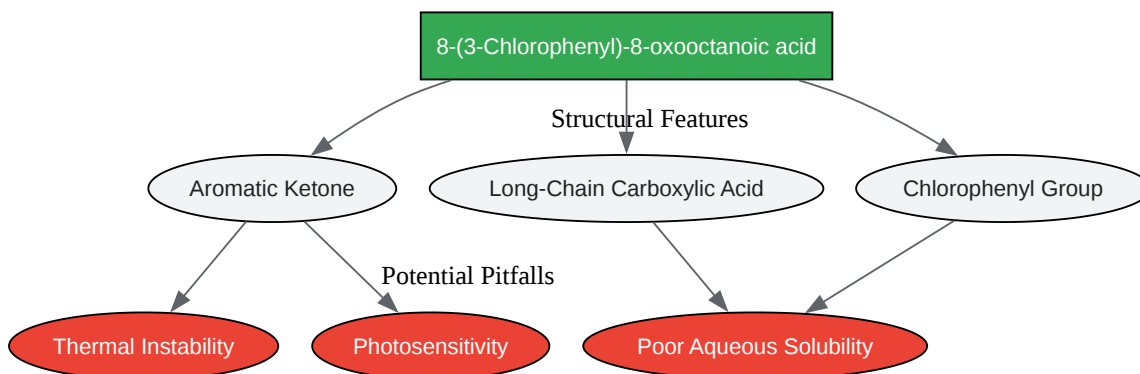 8-(3-Chlorophenyl)-8-oxooctanoic acid
Structural Features
Aromatic Ketone
Long-Chain Carboxylic Acid
Chlorophenyl Group
Potential Pitfalls
Thermal Instability
Photosensitivity
Poor Aqueous Solubility